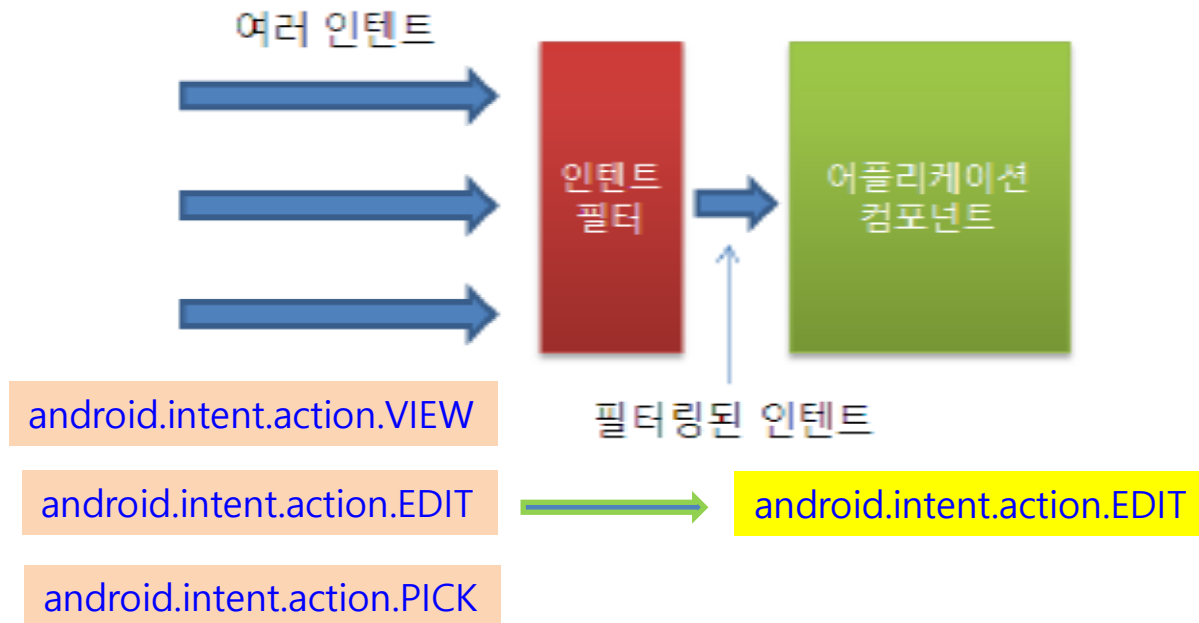 여러 인텐트
인텐트
필터
어플리케이션
컴포넌트
필터링된 인텐트
android.intent.action.VIEW
android.intent.action.EDIT
android.intent.action.EDIT
android.intent.action.PICK